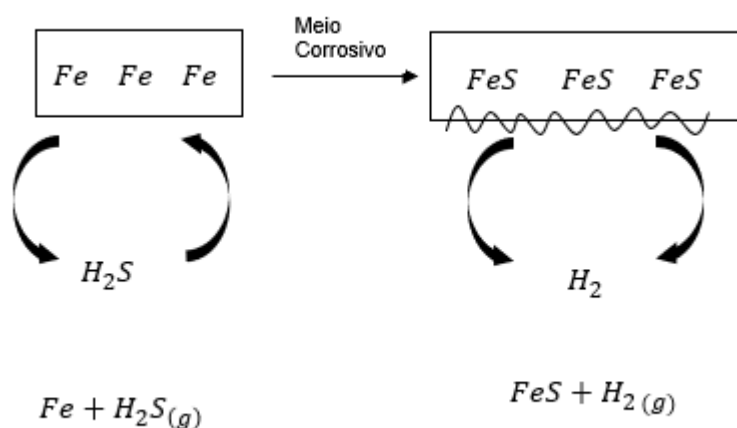 Meio
Corrosivo
Fe Fe Fe
FeS FeS FeS
H₂S
H₂
Fe + H₂S₍g₎
FeS + H₂ ₍g₎